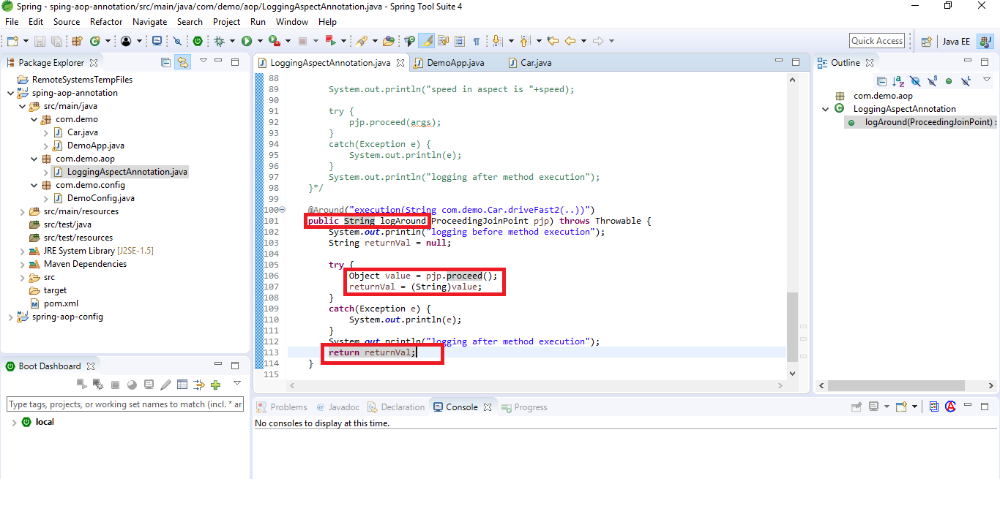 Spring - sping-aop-annotation/src/main/java/com/demo/aop/LoggingAspectAnnotation.java - Spring Tool Suite 4
File Edit Source Refactor Navigate Search Project Run Window Help
Quick Access
Java EE
Package Explorer
RemoteSystemsTempFiles
sping-aop-annotation
src/main/java
com.demo
Car.java
DemoApp.java
com.demo.aop
LoggingAspectAnnotation.java
com.demo.config
DemoConfig.java
src/main/resources
src/test/java
src/test/resources
JRE System Library [J2SE-1.5]
Maven Dependencies
src
target
pom.xml
spring-aop-config
Boot Dashboard
Type tags, projects, or working set names to match (incl. * ar
local
LoggingAspectAnnotation.java DemoApp.java Car.java
88
89 System.out.println("speed in aspect is "+speed);
90
91 try {
92 pjp.proceed(args);
93 }
94 catch(Exception e) {
95 System.out.println(e);
96 }
97 System.out.println("logging after method execution");
98 }*/
99
100 @Around("execution(String com.demo.Car.driveFast2(..))")
101 public String logAround ProceedingJoinPoint pjp) throws Throwable {
102 System.out.println("logging before method execution");
103 String returnVal = null;
104
105 try {
106 Object value = pjp.proceed();
107 returnVal = (String)value;
108 }
109 catch(Exception e) {
110 System.out.println(e);
111 }
112 System.out.println("logging after method execution");
113 return returnVal;
114 }
115
Outline
com.demo.aop
LoggingAspectAnnotation
logAround(ProceedingJoinPoint) :
Problems @ Javadoc Declaration Console Progress
No consoles to display at this time.